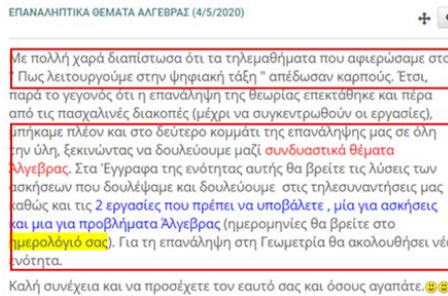 ΕΠΑΝΑΛΗΠΤΙΚΑ ΘΕΜΑΤΑ ΑΛΓΕΒΡΑΣ (4/5/2020)
Με πολλή χαρά διαπίστωσα ότι τα τηλεμαθήματα που αφιερώσαμε στο
" Πως λειτουργούμε στην ψηφιακή τάξη " απέδωσαν καρπούς. Έτσι,
παρά το γεγονός ότι η επανάληψη της θεωρίας επεκτάθηκε και πέρα
από τις πασχαλινές διακοπές (μέχρι να συγκεντρωθούν οι εργασίες),
μπήκαμε πλέον και στο δεύτερο κομμάτι της επανάληψης μας σε όλη
την ύλη, ξεκινώντας να δουλεύουμε μαζί συνδυαστικά θέματα
Άλγεβρας. Στα Έγγραφα της ενότητας αυτής θα βρείτε τις λύσεις των
ασκήσεων που δουλέψαμε και δουλεύουμε στις τηλεσυναντήσεις μας
καθώς και τις 2 εργασίες που πρέπει να υποβάλετε , μία για ασκήσεις
και μια για προβλήματα Άλγεβρας (ημερομηνίες θα βρείτε στο
ημερολόγιό σας). Για τη επανάληψη στη Γεωμετρία θα ακολουθήσει
ενότητα.
Καλή συνέχεια και να προσέχετε τον εαυτό σας και όσους αγαπάτε.